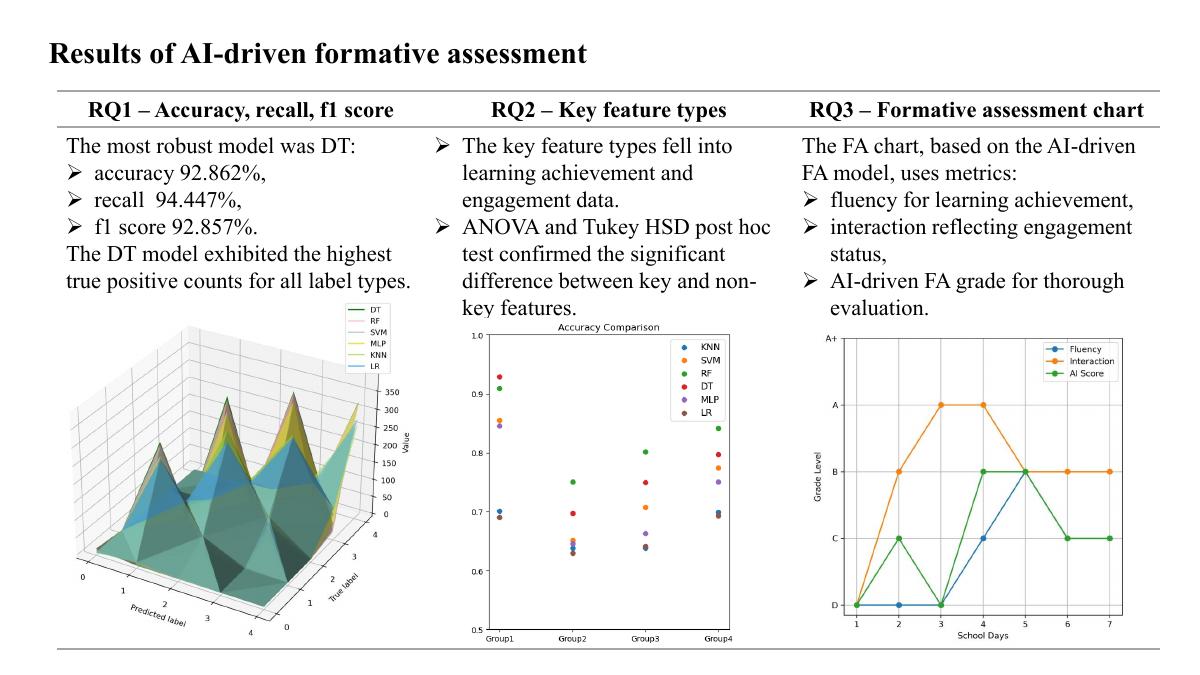 Results of AI-driven formative assessment
RQ1 – Accuracy, recall, f1 score
The most robust model was DT:
➢ accuracy 92.862%,
➢ recall 94.447%,
➢ f1 score 92.857%.
The DT model exhibited the highest
true positive counts for all label types.
DT
RF
SVM
MLP
KNN
LR
350
300
250
200
150
100
50
0
Value
0
1
2
3
4
Predicted label
0
1
2
3
4
True label
RQ2 – Key feature types
➢ The key feature types fell into
learning achievement and
engagement data.
➢ ANOVA and Tukey HSD post hoc
test confirmed the significant
difference between key and non-
key features.
Accuracy Comparison
1.0
0.9
0.8
0.7
0.6
0.5
KNN
SVM
RF
DT
MLP
LR
Group1 Group2 Group3 Group4
RQ3 – Formative assessment chart
The FA chart, based on the AI-driven
FA model, uses metrics:
➢ fluency for learning achievement,
➢ interaction reflecting engagement
status,
➢ AI-driven FA grade for thorough
evaluation.
A+
A
B
C
D
Grade Level
Fluency
Interaction
AI Score
1 2 3 4 5 6 7
School Days